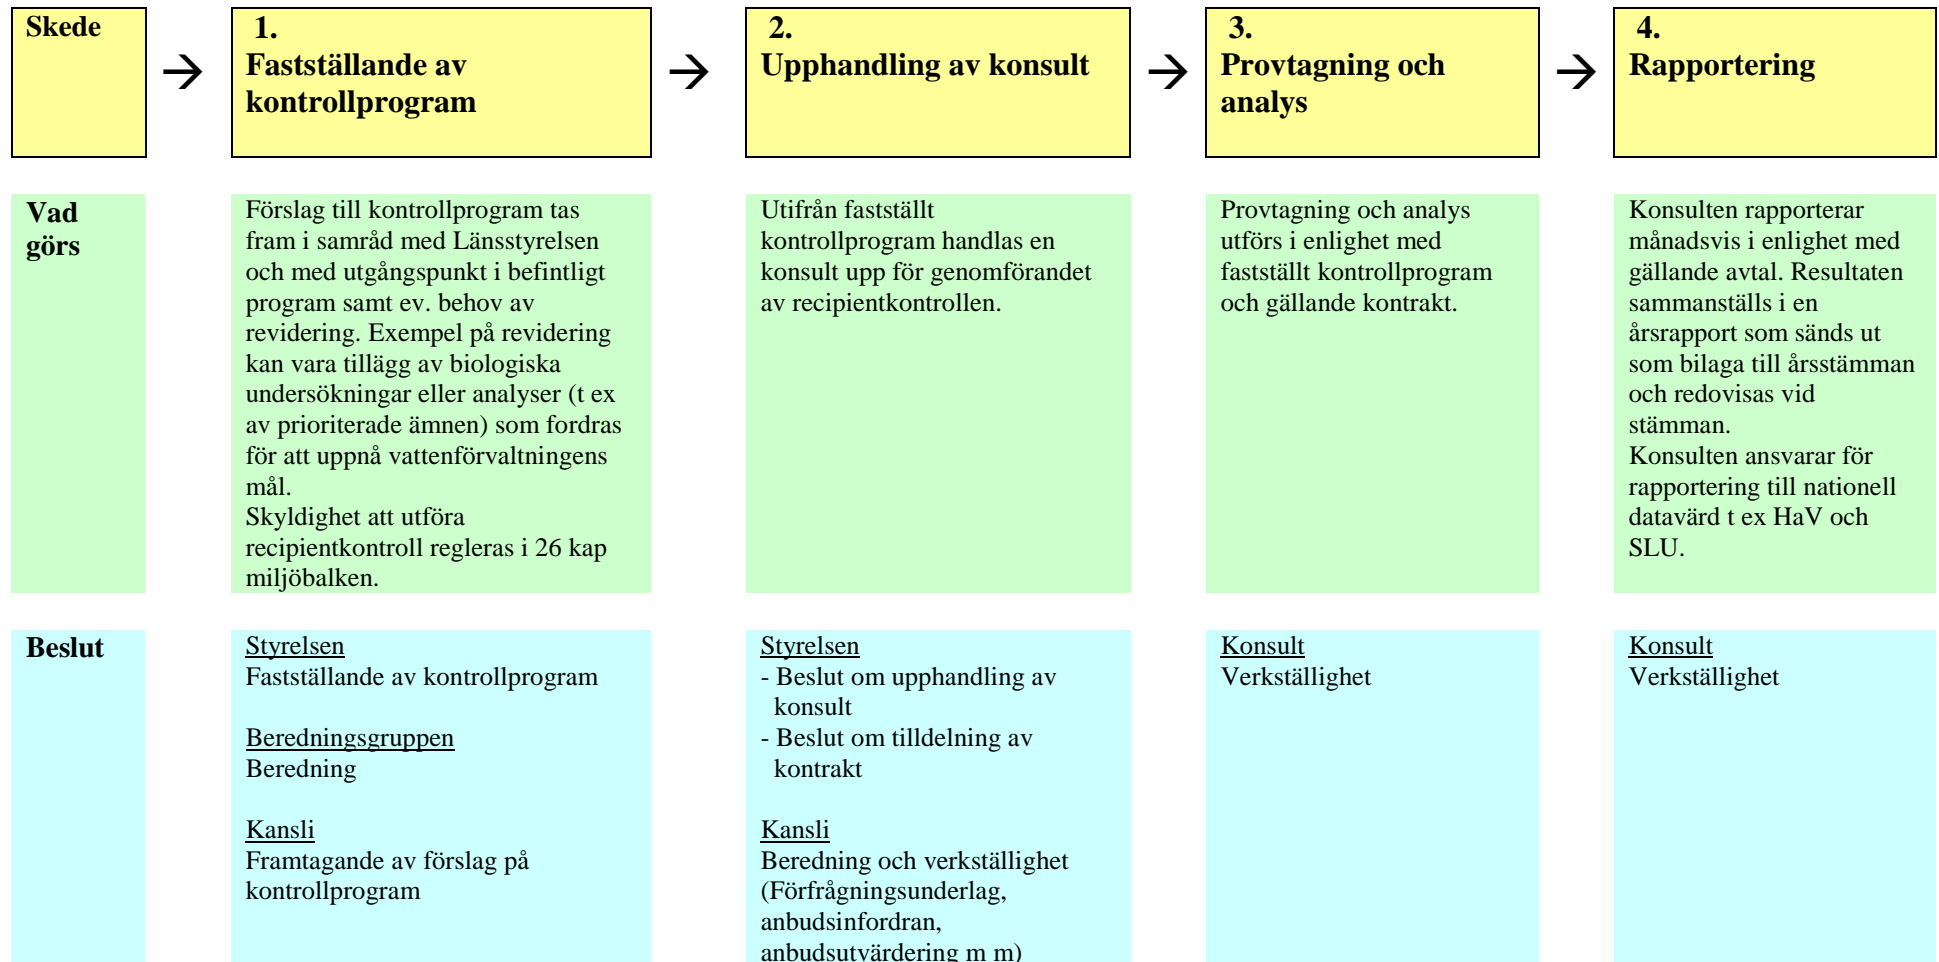 Skede
→
1.
Fastställande av
kontrollprogram
→
2.
Upphandling av konsult
→
3.
Provtagning och
analys
→
4.
Rapportering
Vad
görs
Förslag till kontrollprogram tas
fram i samråd med Länsstyrelsen
och med utgångspunkt i befintligt
program samt ev. behov av
revidering. Exempel på revidering
kan vara tillägg av biologiska
undersökningar eller analyser (t ex
av prioriterade ämnen) som fordras
för att uppnå vattenförvaltningens
mål.
Skyldighet att utföra
recipientkontroll regleras i 26 kap
miljöbalken.
Utifrån fastställt
kontrollprogram handlas en
konsult upp för genomförandet
av recipientkontrollen.
Provtagning och analys
utförs i enlighet med
fastställt kontrollprogram
och gällande kontrakt.
Konsulten rapporterar
månadsvis i enlighet med
gällande avtal. Resultaten
sammanställs i en
årsrapport som sänds ut
som bilaga till årsstämman
och redovisas vid
stämman.
Konsulten ansvarar för
rapportering till nationell
datavärd t ex HaV och
SLU.
Beslut
Styrelsen
Fastställande av kontrollprogram
Beredningsgruppen
Beredning
Kansli
Framtagande av förslag på
kontrollprogram
Styrelsen
- Beslut om upphandling av
konsult
- Beslut om tilldelning av
kontrakt
Kansli
Beredning och verkställighet
(Förfrågningsunderlag,
anbudsinfordran,
anbudsutvärdering m m)
Konsult
Verkställighet
Konsult
Verkställighet